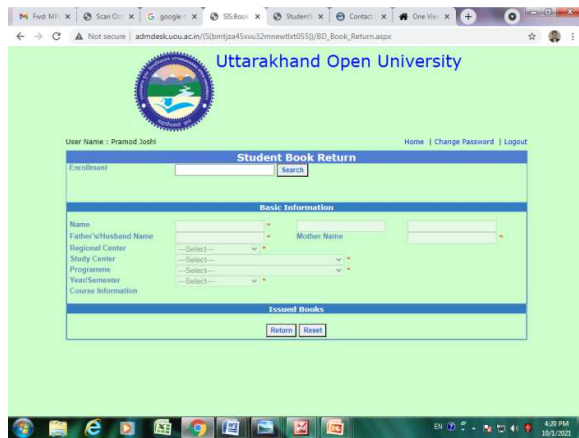 Fwd: MP
Scan Do
google
SIS:Book
Student
Contact
One View
Not secure | admdesk.uou.ac.in/(S(bmtjza45xvu32mnewtfxt055))/BD_Book_Return.aspx
Uttarakhand Open University
User Name : Pramod Joshi
Home | Change Password | Logout
Student Book Return
Enrollment
Search
Basic Information
Name *
Father's/Husband Name * Mother Name *
Regional Center ---Select--- *
Study Center ---Select--- *
Programme ---Select--- *
Year/Semester ---Select--- *
Course Information
Issued Books
Return Reset
EN
4:20 PM
10/1/2021